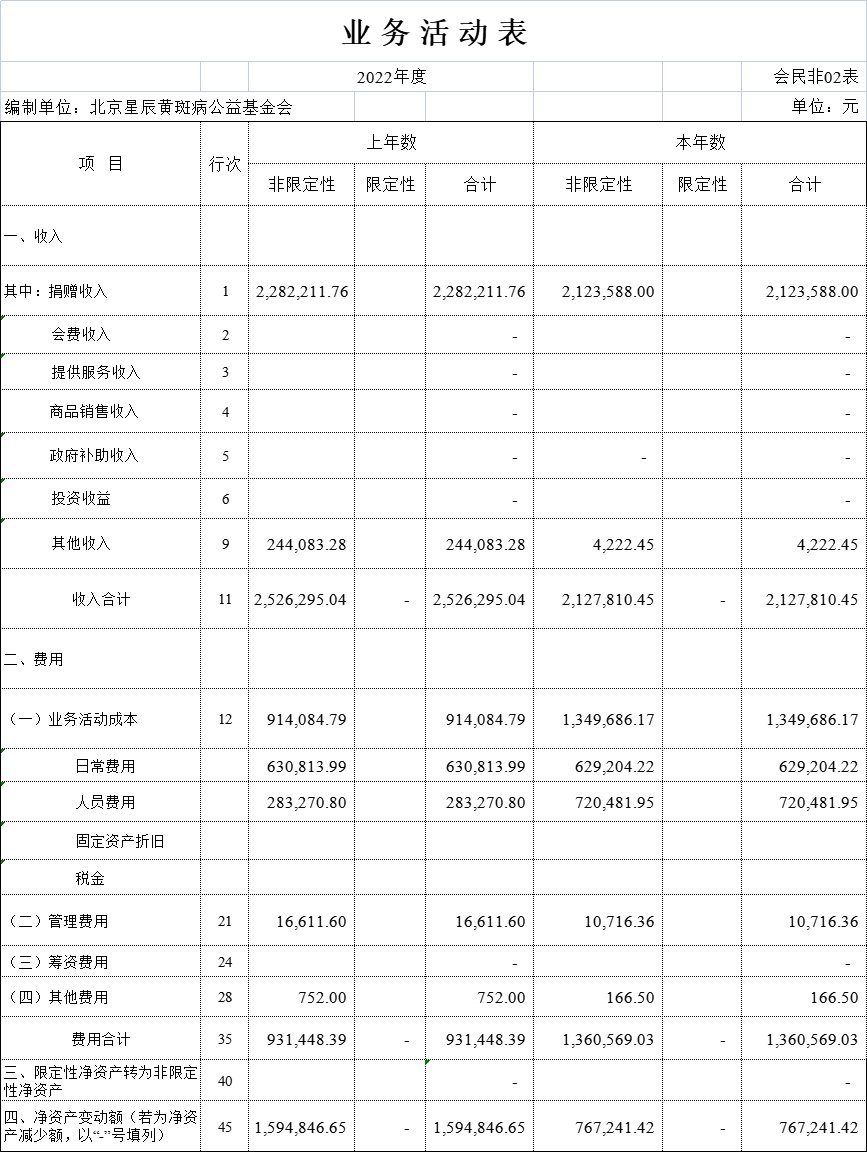 业务活动表
2022年度 会民非02表
编制单位：北京星辰黄斑病公益基金会 单位：元
项 目 行次 上年数 本年数
非限定性 限定性 合计 非限定性 限定性 合计
一、收入
其中：捐赠收入 1 2,282,211.76 2,282,211.76 2,123,588.00 2,123,588.00
会费收入 2 - -
提供服务收入 3 - -
商品销售收入 4 - -
政府补助收入 5 - - -
投资收益 6 - -
其他收入 9 244,083.28 244,083.28 4,222.45 4,222.45
收入合计 11 2,526,295.04 - 2,526,295.04 2,127,810.45 - 2,127,810.45
二、费用
（一）业务活动成本 12 914,084.79 914,084.79 1,349,686.17 1,349,686.17
日常费用 630,813.99 630,813.99 629,204.22 629,204.22
人员费用 283,270.80 283,270.80 720,481.95 720,481.95
固定资产折旧
税金
（二）管理费用 21 16,611.60 16,611.60 10,716.36 10,716.36
（三）筹资费用 24 - -
（四）其他费用 28 752.00 752.00 166.50 166.50
费用合计 35 931,448.39 - 931,448.39 1,360,569.03 - 1,360,569.03
三、限定性净资产转为非限定
性净资产 40 - -
四、净资产变动额（若为净资
产减少额，以“-”号填列） 45 1,594,846.65 - 1,594,846.65 767,241.42 - 767,241.42